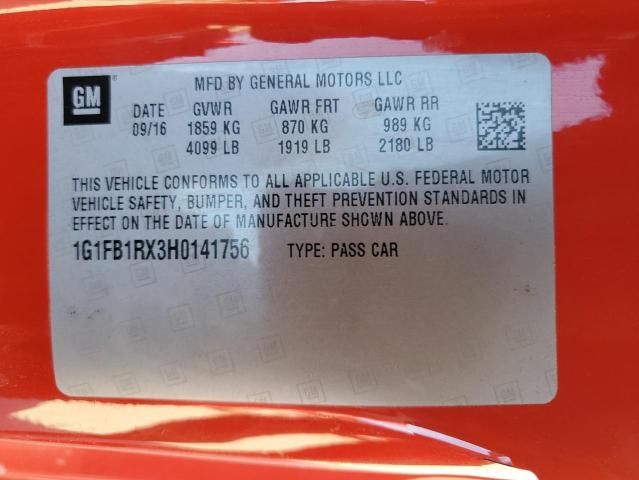 GM®
MFD BY GENERAL MOTORS LLC
DATE GVWR GAWR FRT GAWR RR
09/16 1859 KG 870 KG 989 KG
4099 LB 1919 LB 2180 LB
THIS VEHICLE CONFORMS TO ALL APPLICABLE U.S. FEDERAL MOTOR
VEHICLE SAFETY, BUMPER, AND THEFT PREVENTION STANDARDS IN
EFFECT ON THE DATE OF MANUFACTURE SHOWN ABOVE.
1G1FB1RX3H0141756 TYPE: PASS CAR